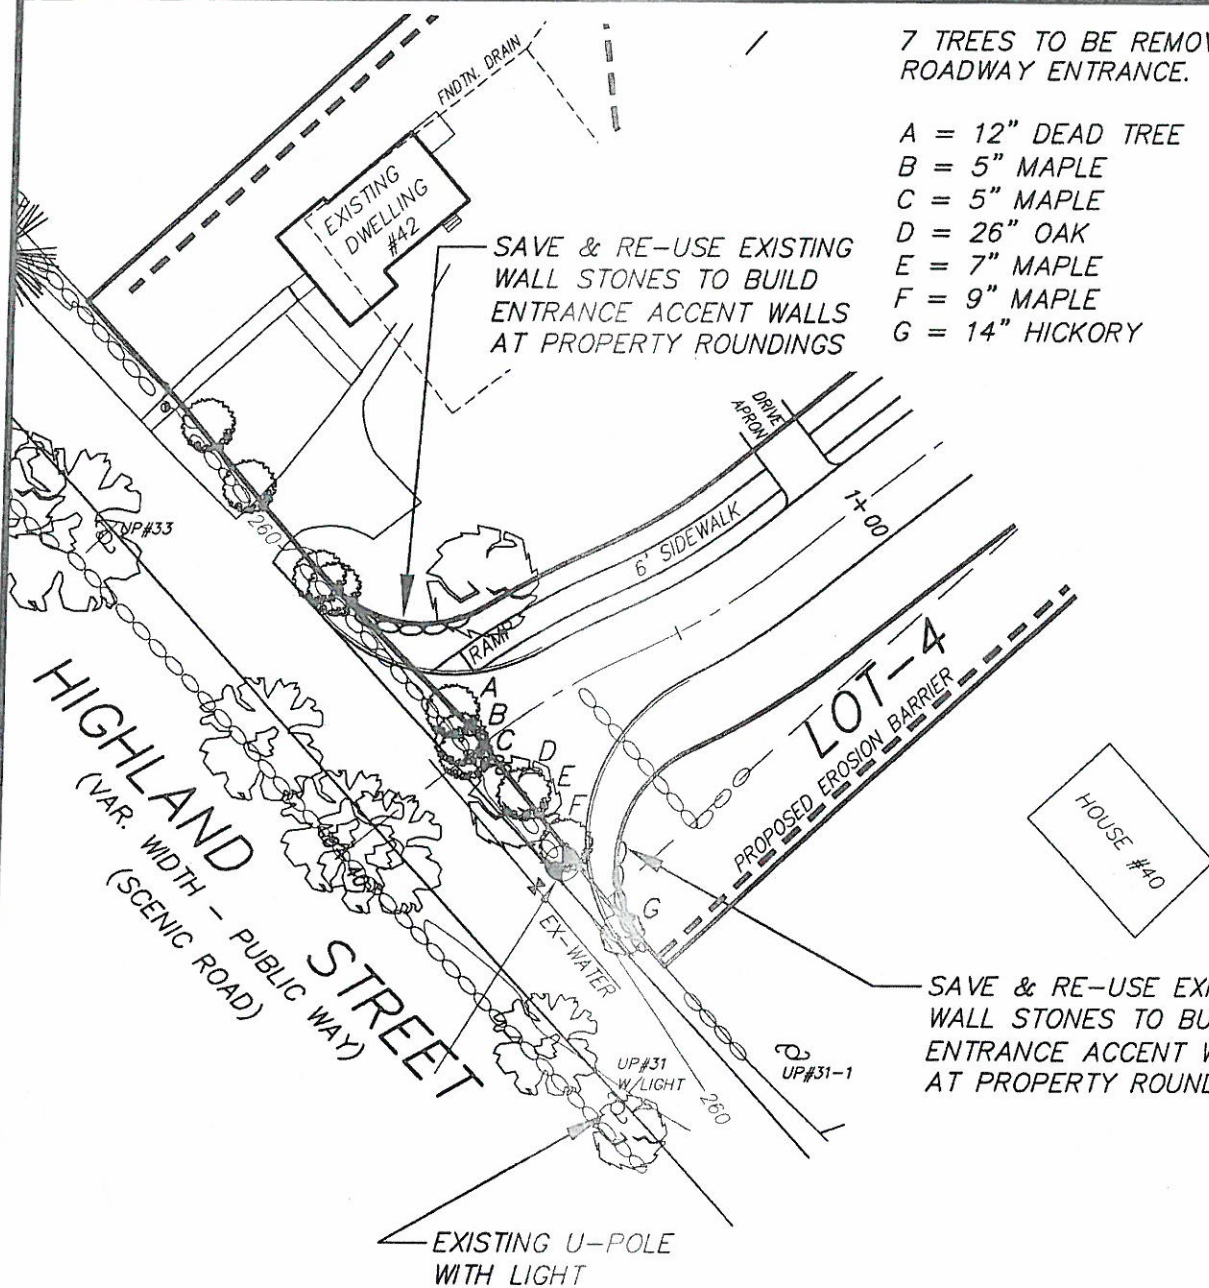 7 TREES TO BE REMOV
ROADWAY ENTRANCE.
A = 12" DEAD TREE
B = 5" MAPLE
C = 5" MAPLE
D = 26" OAK
E = 7" MAPLE
F = 9" MAPLE
G = 14" HICKORY
FNDTN. DRAIN
EXISTING
DWELLING
#42
SAVE & RE-USE EXISTING
WALL STONES TO BUILD
ENTRANCE ACCENT WALLS
AT PROPERTY ROUNDINGS
DRIVE
APRON
1+00
6' SIDEWALK
UP#33
260
RAMP
A
B
C
D
E
F
G
LOT-4
PROPOSED EROSION BARRIER
HOUSE #40
HIGHLAND STREET
(VAR. WIDTH - PUBLIC WAY)
(SCENIC ROAD)
EX-WATER
SAVE & RE-USE EXI
WALL STONES TO BU
ENTRANCE ACCENT W
AT PROPERTY ROUND
UP#31
W/LIGHT
260
UP#31-1
EXISTING U-POLE
WITH LIGHT